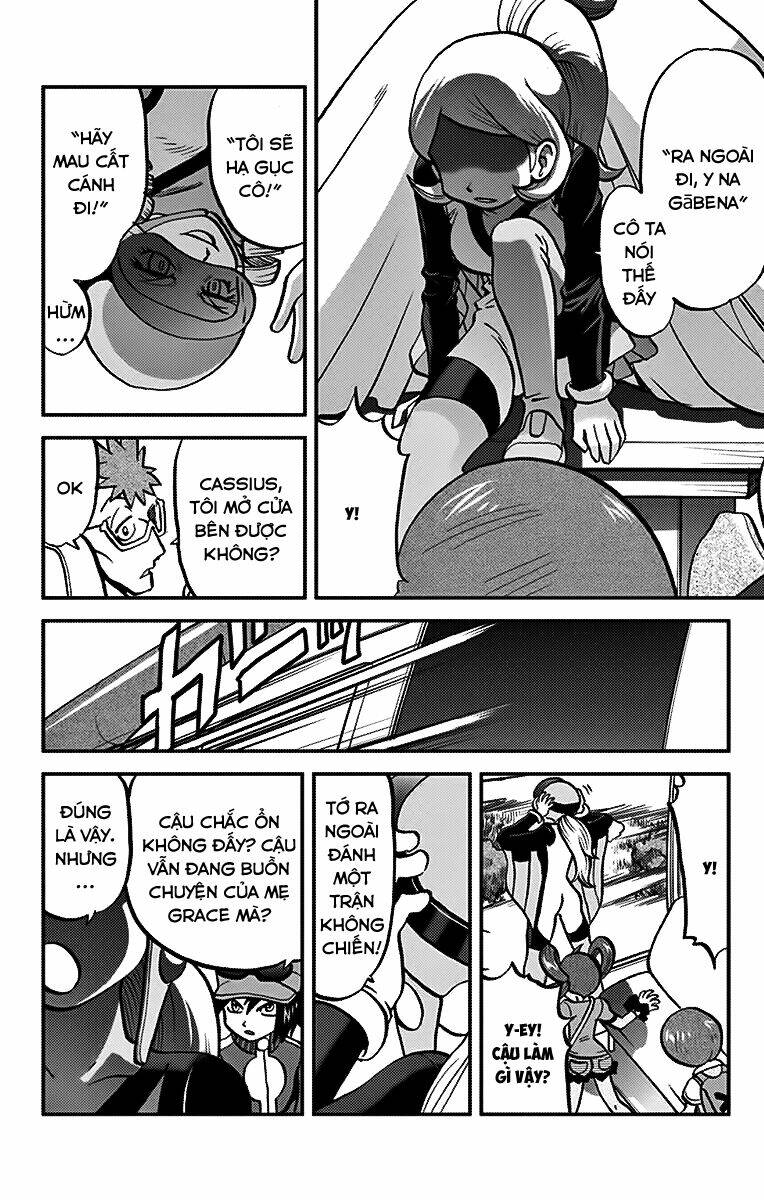 "RA NGOÀI
ĐI, Y NA
GāBENA"
CÔ TA
NÓI
THẾ
ĐẤY
Y!
"TÔI SẼ
HẠ GỤC
CÔ!"
"HÃY
MAU CẤT
CÁNH
ĐI!"
HỪM
...
CASSIUS,
TÔI MỞ CỬA
BÊN ĐƯỢC
KHÔNG?
OK
ガラッ
Y!
Y-EY!
CẬU LÀM
GÌ VẬY?
TỚ RA
NGOÀI
ĐÁNH
MỘT
TRẬN
KHÔNG
CHIẾN!
CẬU CHẮC ỔN
KHÔNG ĐẤY? CẬU
VẪN ĐANG BUỒN
CHUYỆN CỦA MẸ
GRACE MÀ?
ĐÚNG
LÀ VẬY.
NHƯNG
...